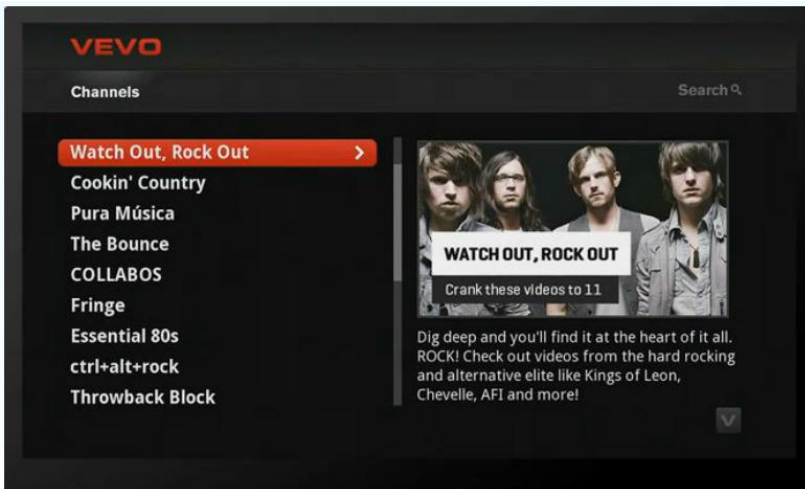 VEVO
Channels
Search
Watch Out, Rock Out
Cookin' Country
Pura Música
The Bounce
COLLABOS
Fringe
Essential 80s
ctrl+alt+rock
Throwback Block
WATCH OUT, ROCK OUT
Crank these videos to 11
Dig deep and you'll find it at the heart of it all.
ROCK! Check out videos from the hard rocking
and alternative elite like Kings of Leon,
Chevelle, AFI and more!
V